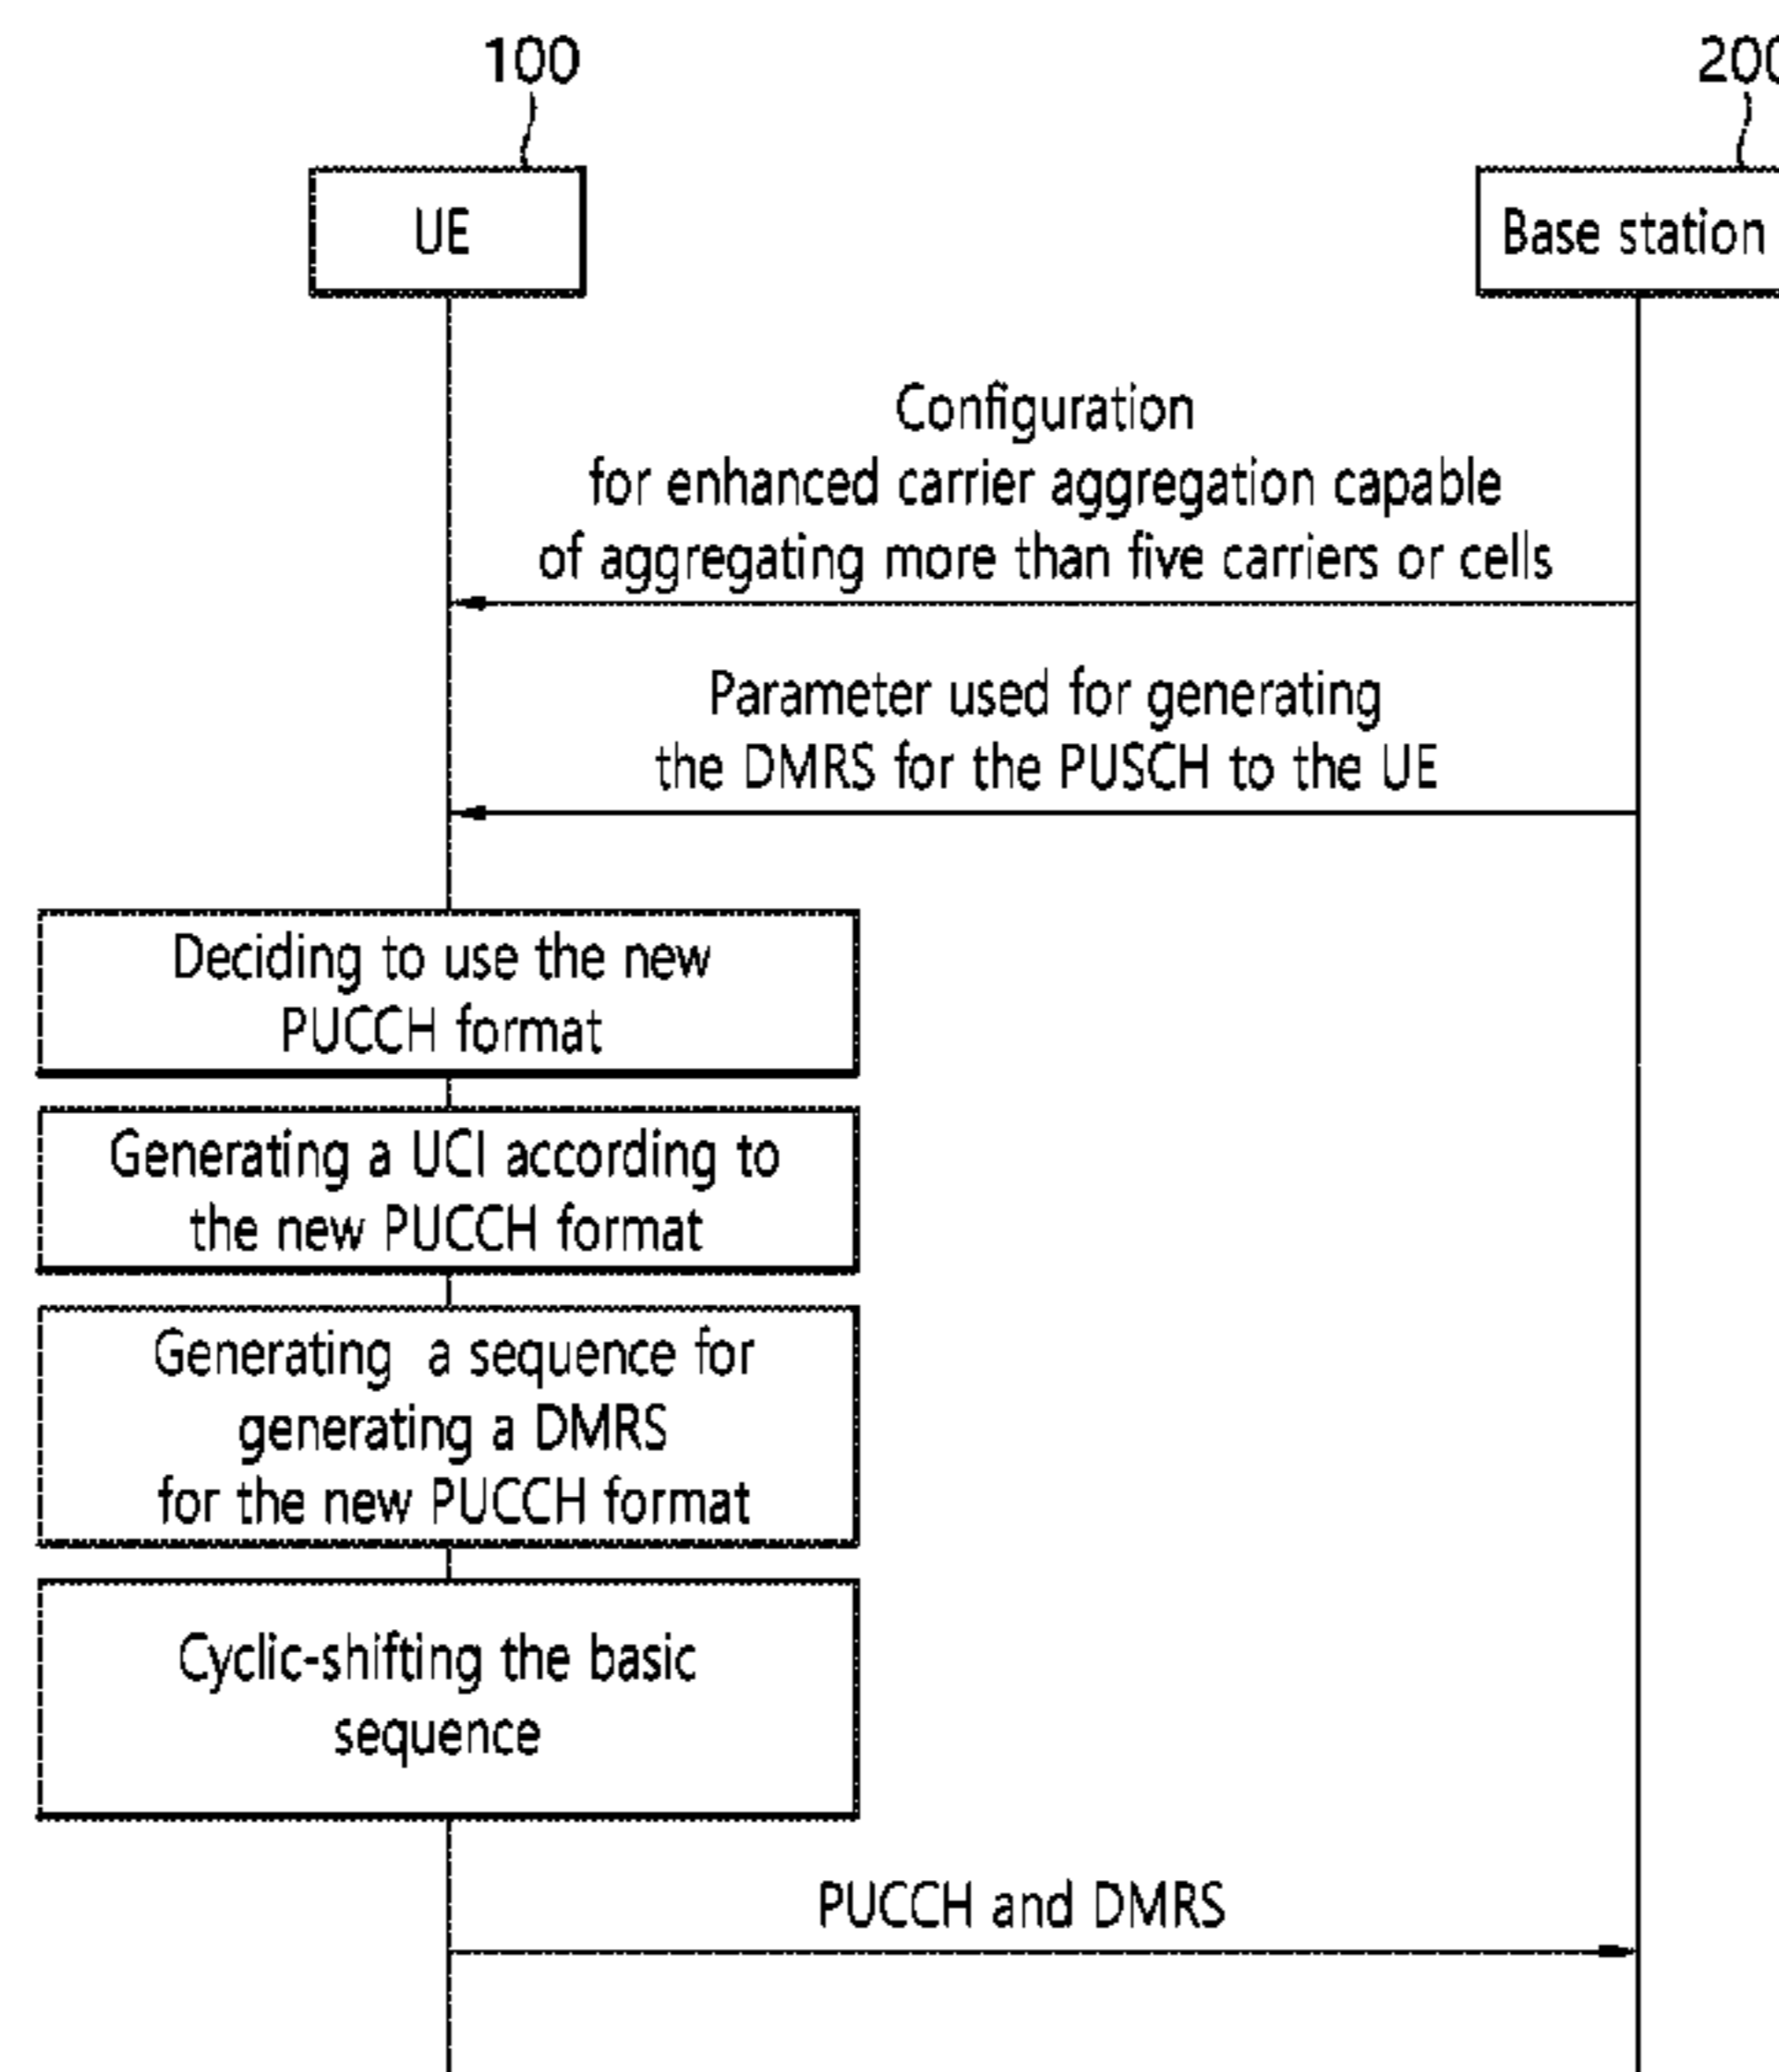 100
200
UE
Base station
Configuration
for enhanced carrier aggregation capable
of aggregating more than five carriers or cells
Parameter used for generating
the DMRS for the PUSCH to the UE
Deciding to use the new
PUCCH format
Generating a UCI according to
the new PUCCH format
Generating a sequence for
generating a DMRS
for the new PUCCH format
Cyclic-shifting the basic
sequence
PUCCH and DMRS